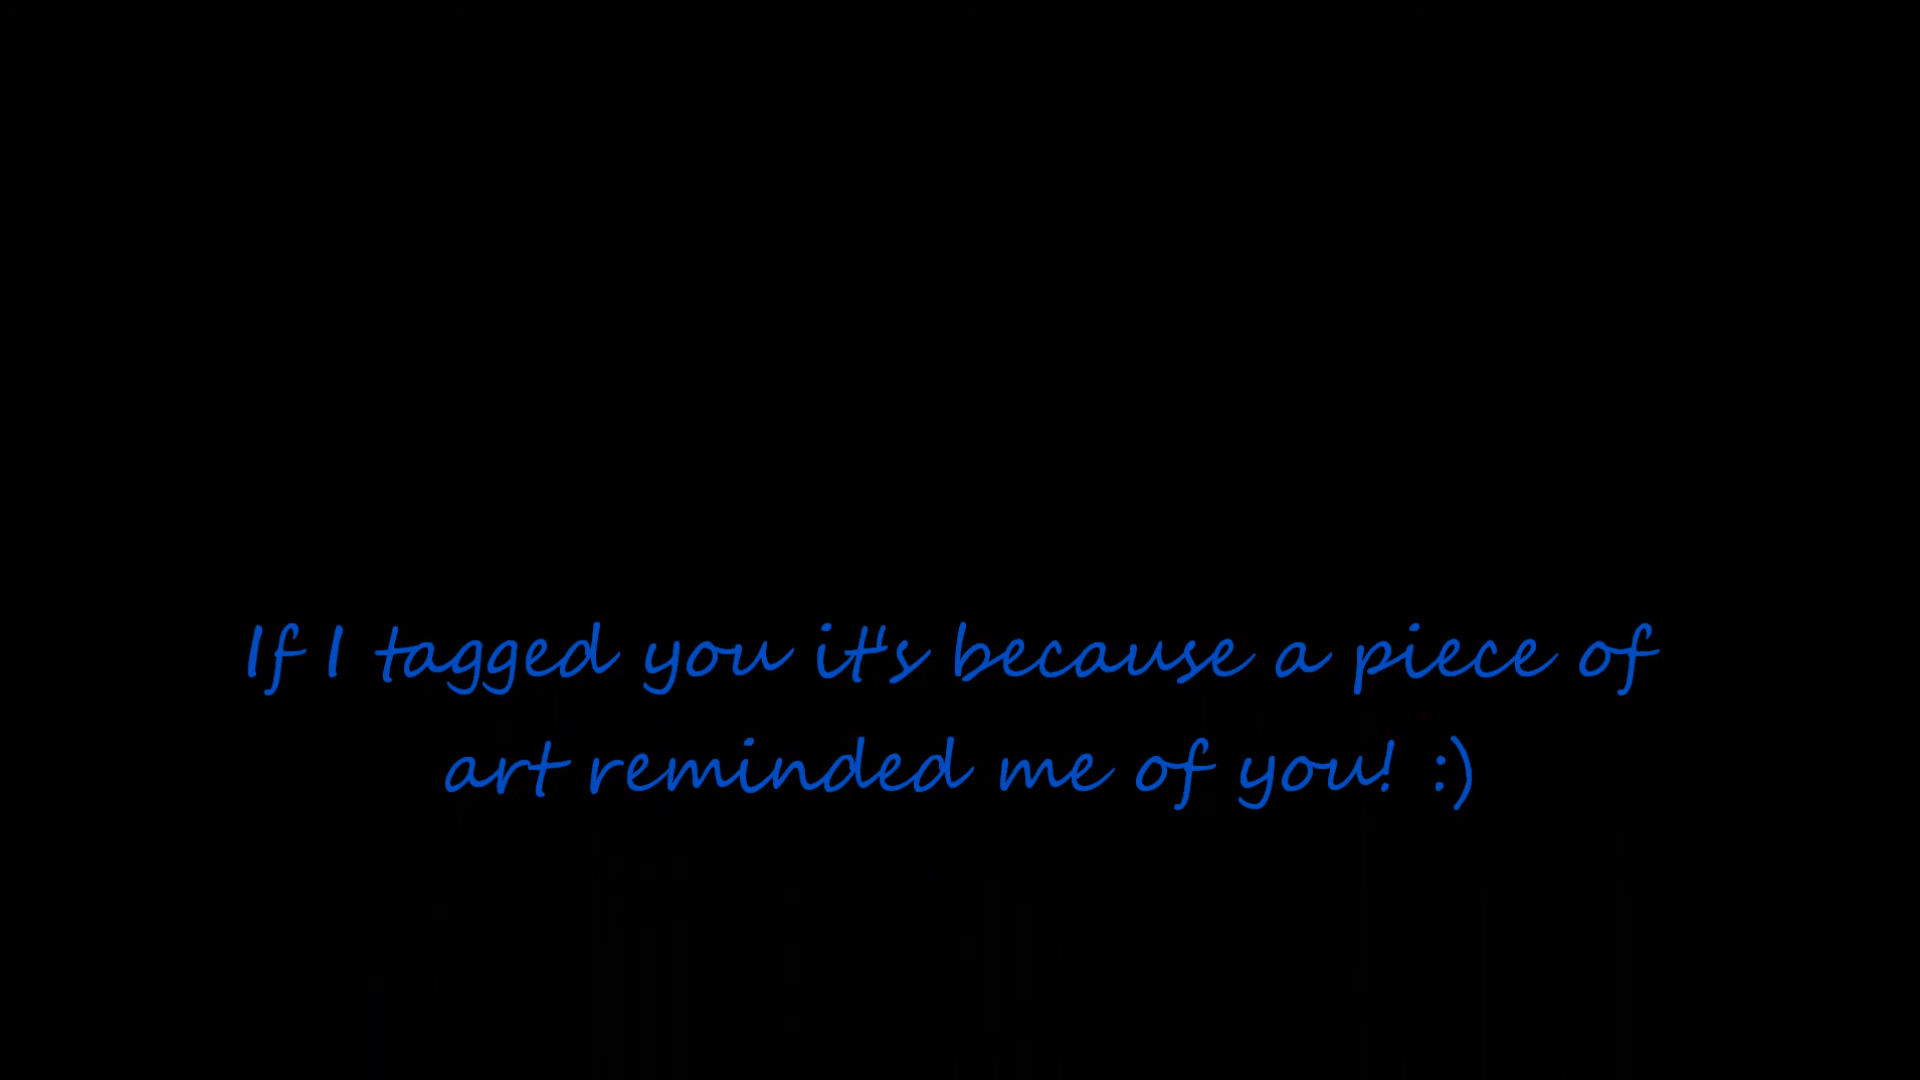 If I tagged you it's because a piece of
art reminded me of you! :)